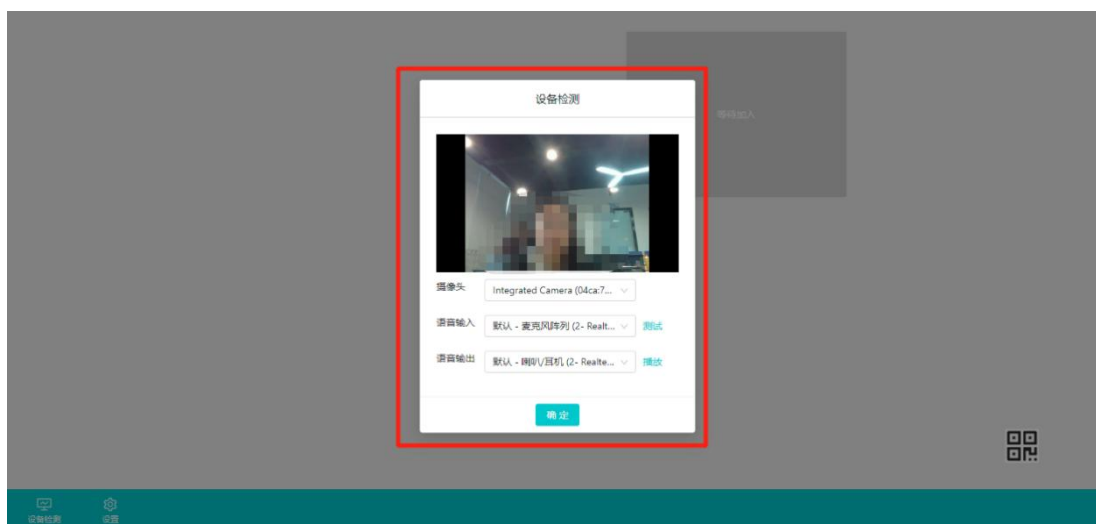 设备检测
等待加入
摄像头
Integrated Camera (04ca:7...
语音输入
默认 - 麦克风阵列 (2- Realt...
测试
语音输出
默认 - 喇叭/耳机 (2- Realte...
播放
确 定
设备检测
设置